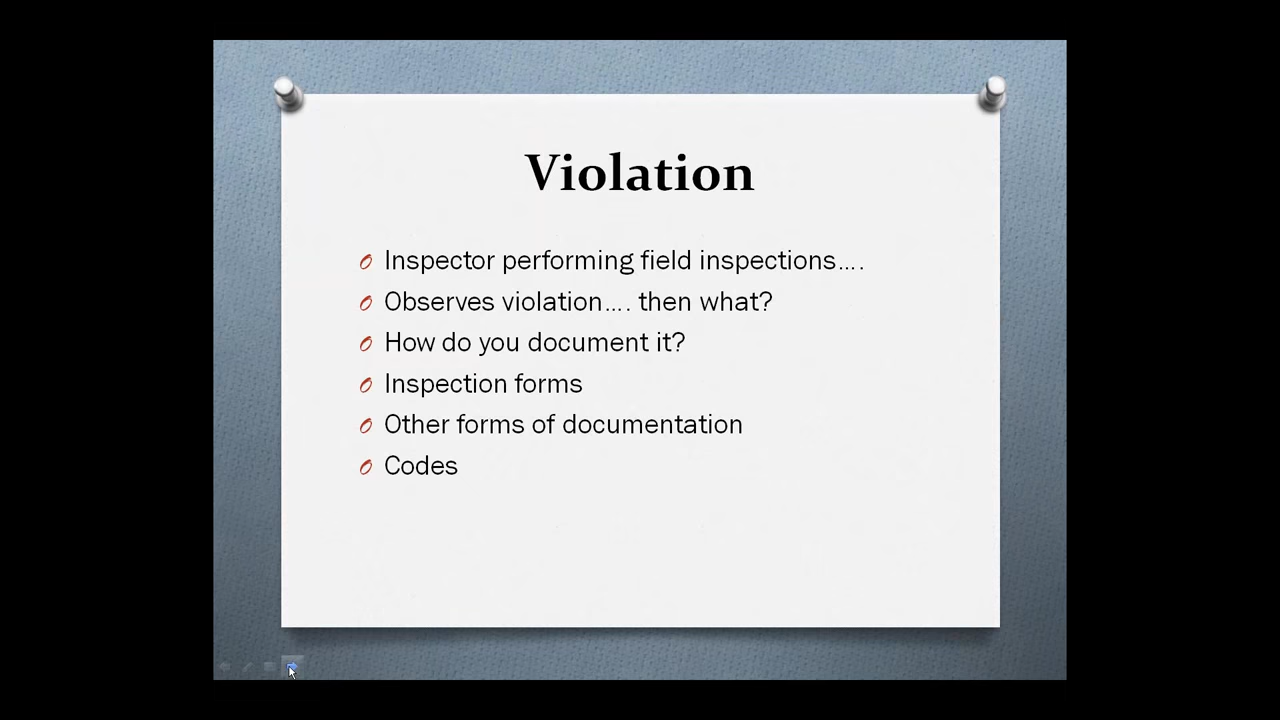 Violation
Inspector performing field inspections….
Observes violation…. then what?
How do you document it?
Inspection forms
Other forms of documentation
Codes